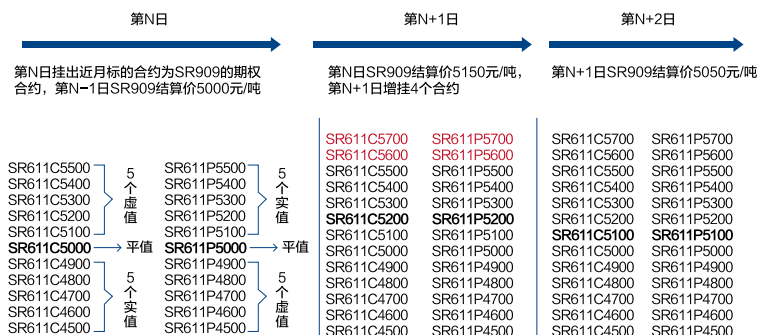 第N日
第N+1日
第N+2日
第N日挂出近月标的合约为SR909的期权
合约，第N-1日SR909结算价5000元/吨
第N日SR909结算价5150元/吨，
第N+1日增挂4个合约
第N+1日SR909结算价5050元/吨
SR611C5500
SR611C5400
SR611C5300
SR611C5200
SR611C5100
5个虚值
SR611C5000 平值
SR611C4900
SR611C4800
SR611C4700
SR611C4600
SR611C4500
5个实值
SR611P5500
SR611P5400
SR611P5300
SR611P5200
SR611P5100
5个实值
SR611P5000 平值
SR611P4900
SR611P4800
SR611P4700
SR611P4600
SR611P4500
5个虚值
SR611C5700 SR611P5700
SR611C5600 SR611P5600
SR611C5500 SR611P5500
SR611C5400 SR611P5400
SR611C5300 SR611P5300
SR611C5200 SR611P5200
SR611C5100 SR611P5100
SR611C5000 SR611P5000
SR611C4900 SR611P4900
SR611C4800 SR611P4800
SR611C4700 SR611P4700
SR611C4600 SR611P4600
SR611C4500 SR611P4500
SR611C5700 SR611P5700
SR611C5600 SR611P5600
SR611C5500 SR611P5500
SR611C5400 SR611P5400
SR611C5300 SR611P5300
SR611C5200 SR611P5200
SR611C5100 SR611P5100
SR611C5000 SR611P5000
SR611C4900 SR611P4900
SR611C4800 SR611P4800
SR611C4700 SR611P4700
SR611C4600 SR611P4600
SR611C4500 SR611P4500